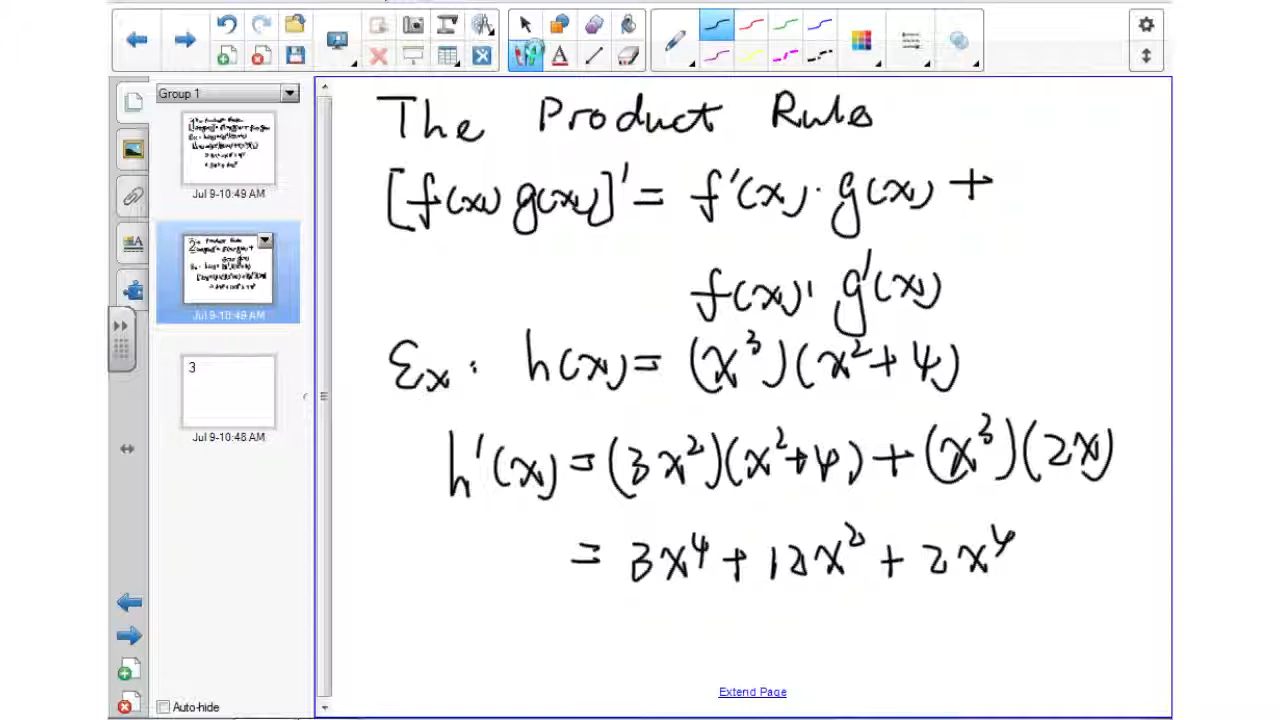 Group 1
Jul 9-10:49 AM
2
Jul 9-10:49 AM
3
Jul 9-10:48 AM
Auto-hide
The Product Rule
[f(x) g(x)]' = f'(x) · g(x) +
f(x) · g'(x)
Ex : h(x) = (x³)(x²+4)
h'(x) = (3x²)(x²+4) + (x³)(2x)
= 3x⁴ + 12x² + 2x⁴
Extend Page